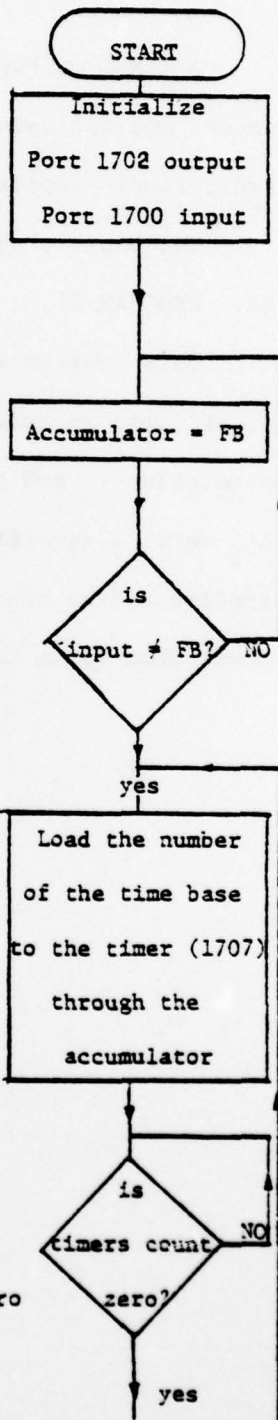 START
Initialize
Port 1702 output
Port 1700 input
Accumulator = FB
is
input ≠ FB?
NO
yes
Load the number
of the time base
to the timer (1707)
through the
accumulator
is
timers count
NO
zero?
ro
yes